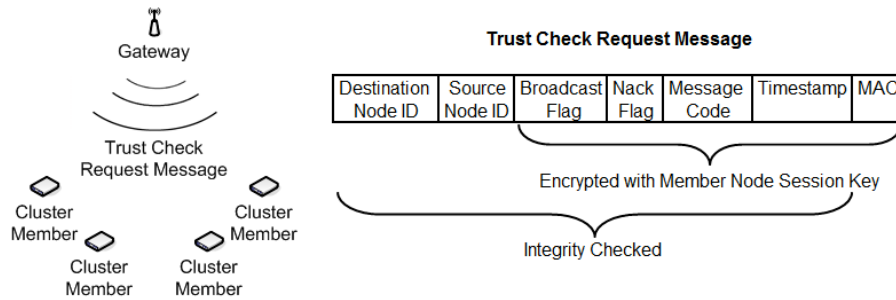 Gateway
Trust Check
Request Message
Cluster
Member
Cluster
Member
Cluster
Member
Cluster
Member
Trust Check Request Message
Destination
Node ID
Source
Node ID
Broadcast
Flag
Nack
Flag
Message
Code
Timestamp
MAC
Encrypted with Member Node Session Key
Integrity Checked